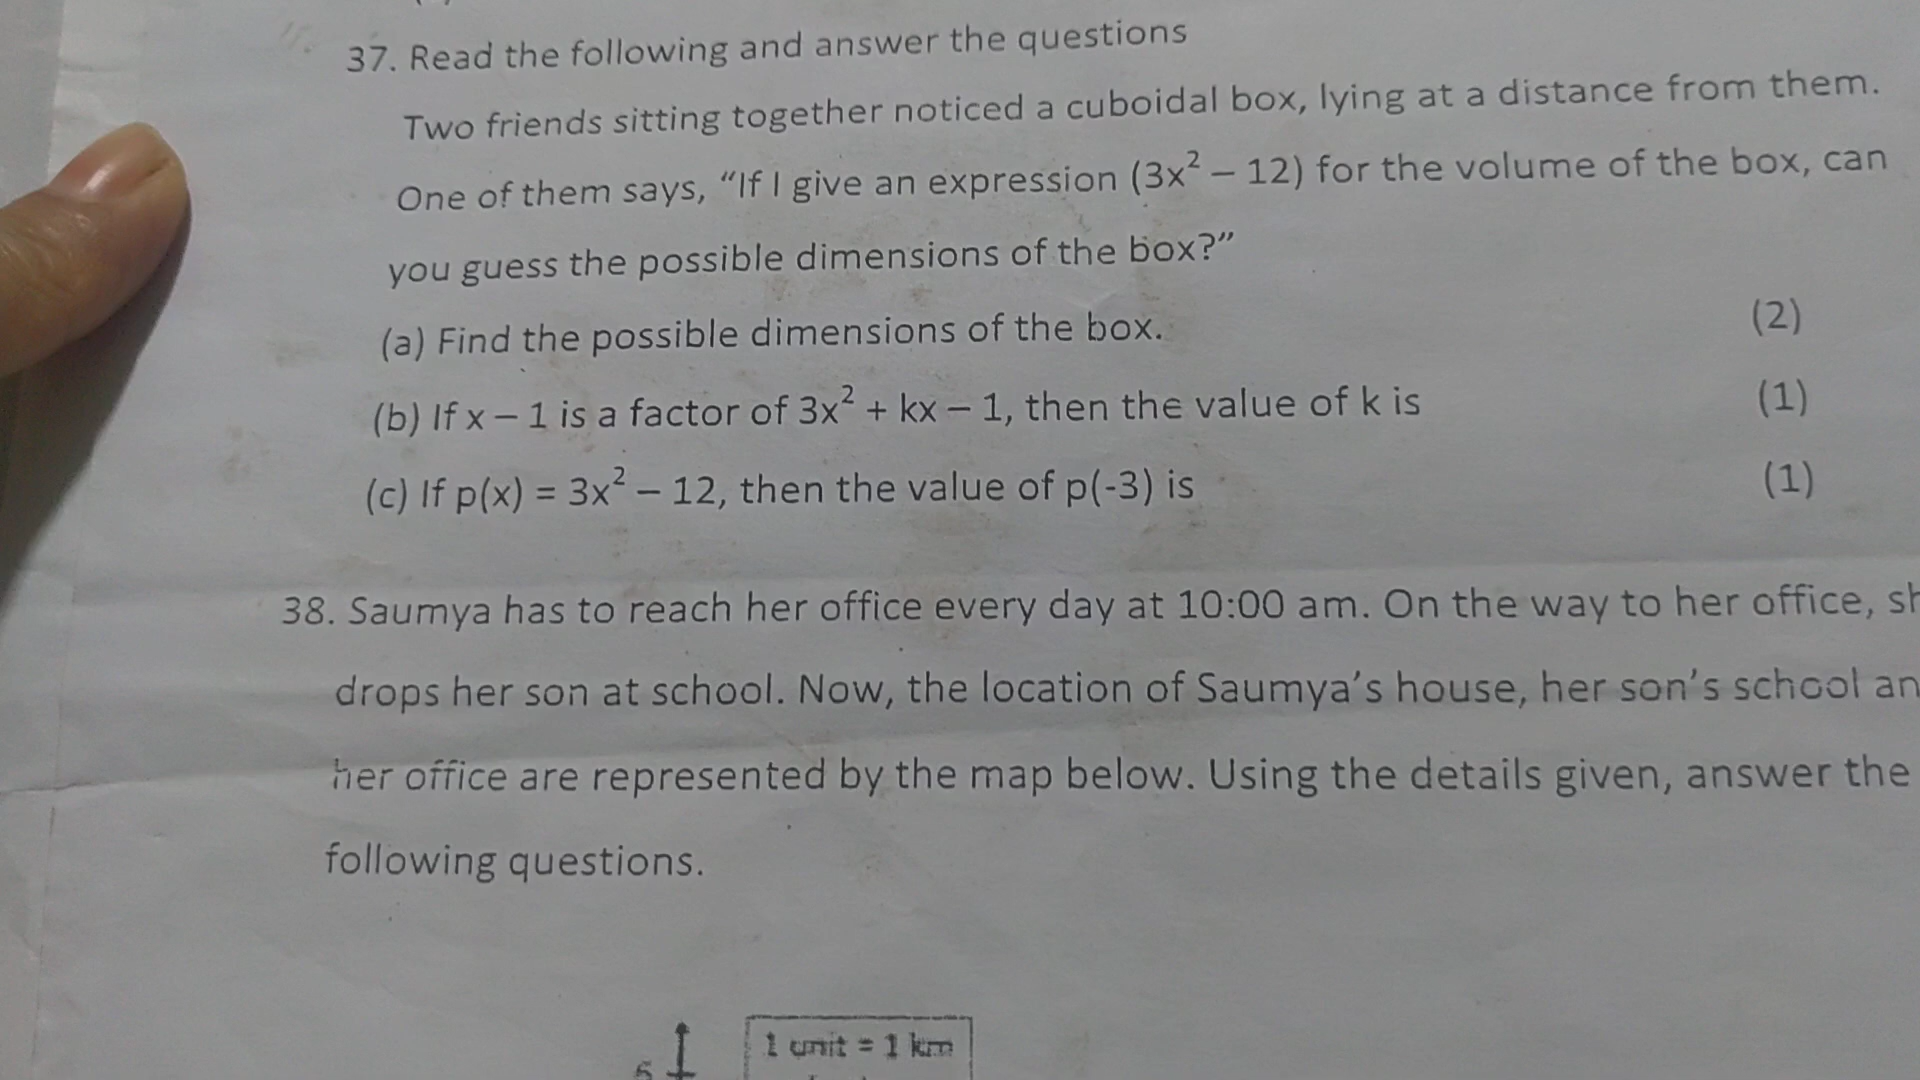 37. Read the following and answer the questions
Two friends sitting together noticed a cuboidal box, lying at a distance from them.
One of them says, “If I give an expression (3x² – 12) for the volume of the box, can
you guess the possible dimensions of the box?”
(a) Find the possible dimensions of the box. (2)
(b) If x – 1 is a factor of 3x² + kx – 1, then the value of k is (1)
(c) If p(x) = 3x² – 12, then the value of p(-3) is (1)
38. Saumya has to reach her office every day at 10:00 am. On the way to her office,
drops her son at school. Now, the location of Saumya’s house, her son’s school
her office are represented by the map below. Using the details given, answer the
following questions.
1 unit = 1 km